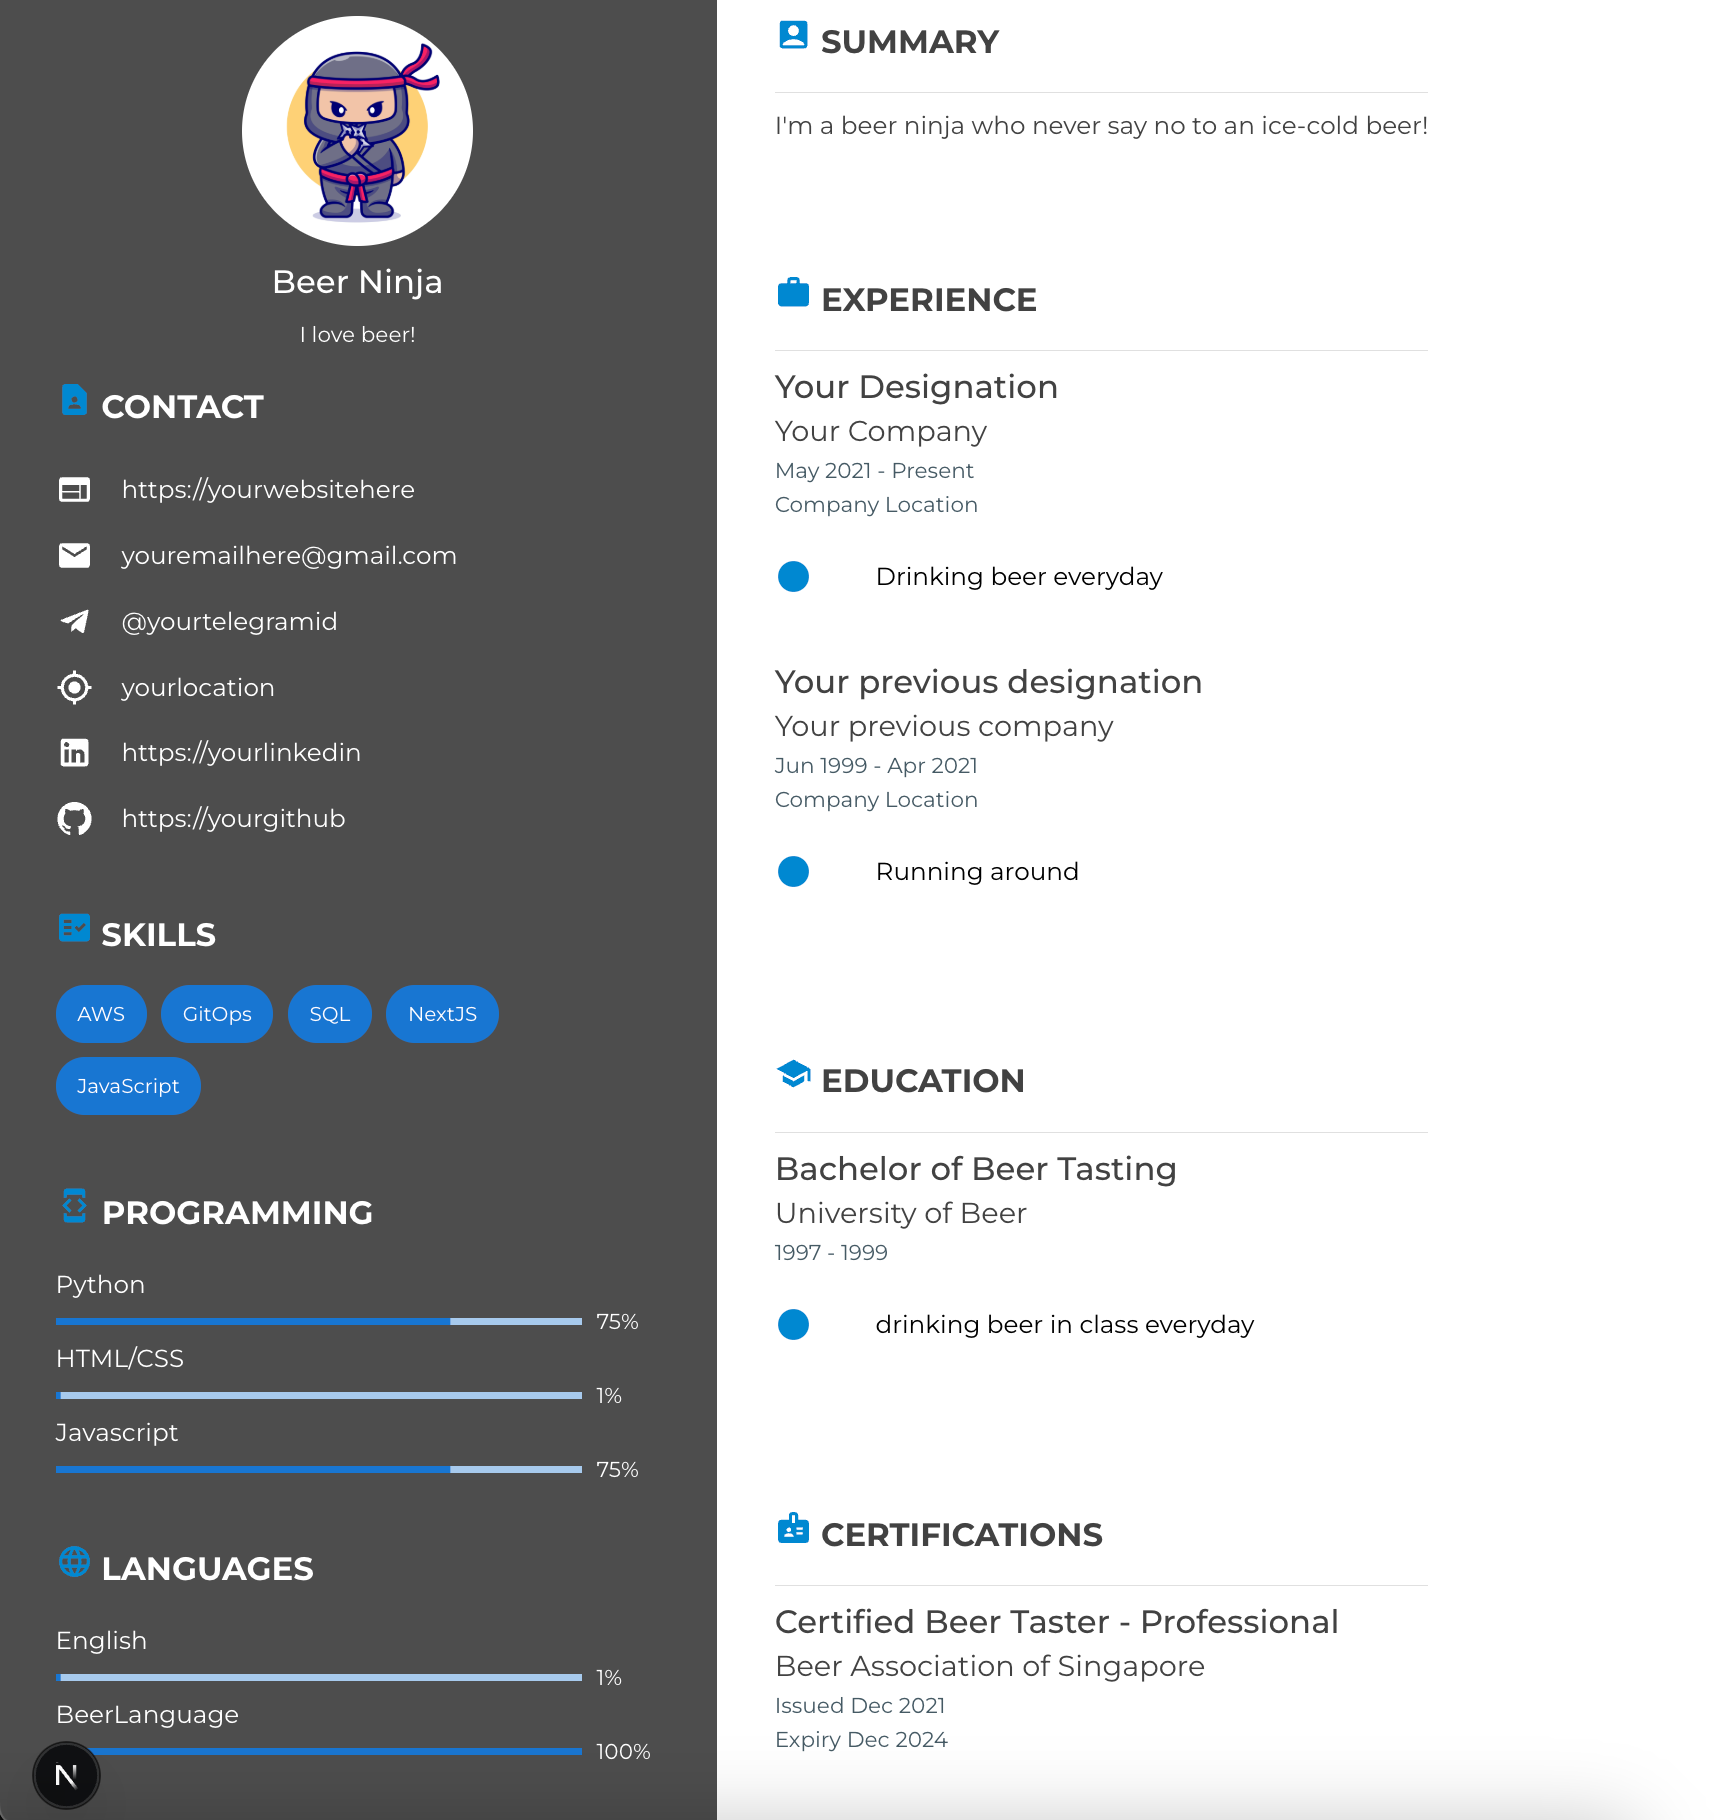 Beer Ninja
I love beer!
CONTACT
https://yourwebsitehere
youremailhere@gmail.com
@yourtelegramid
yourlocation
https://yourlinkedin
https://yourgithub
SKILLS
AWS
GitOps
SQL
NextJS
JavaScript
PROGRAMMING
Python
75%
HTML/CSS
1%
Javascript
75%
LANGUAGES
English
1%
BeerLanguage
100%
N
SUMMARY
I'm a beer ninja who never say no to an ice-cold beer!
EXPERIENCE
Your Designation
Your Company
May 2021 - Present
Company Location
Drinking beer everyday
Your previous designation
Your previous company
Jun 1999 - Apr 2021
Company Location
Running around
EDUCATION
Bachelor of Beer Tasting
University of Beer
1997 - 1999
drinking beer in class everyday
CERTIFICATIONS
Certified Beer Taster - Professional
Beer Association of Singapore
Issued Dec 2021
Expiry Dec 2024